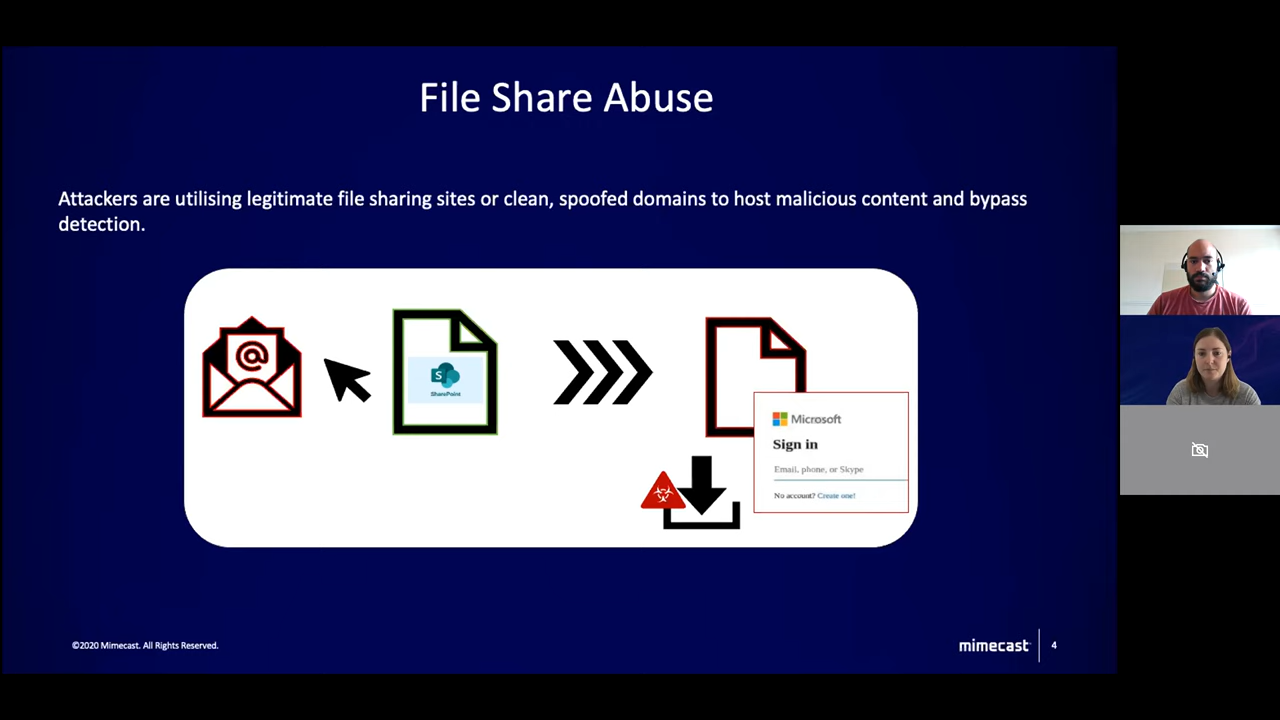 File Share Abuse
Attackers are utilising legitimate file sharing sites or clean, spoofed domains to host malicious content and bypass
detection.
@
S
SharePoint
Microsoft
Sign in
Email, phone, or Skype
No account? Create one!
©2020 Mimecast. All Rights Reserved.
mimecast
4